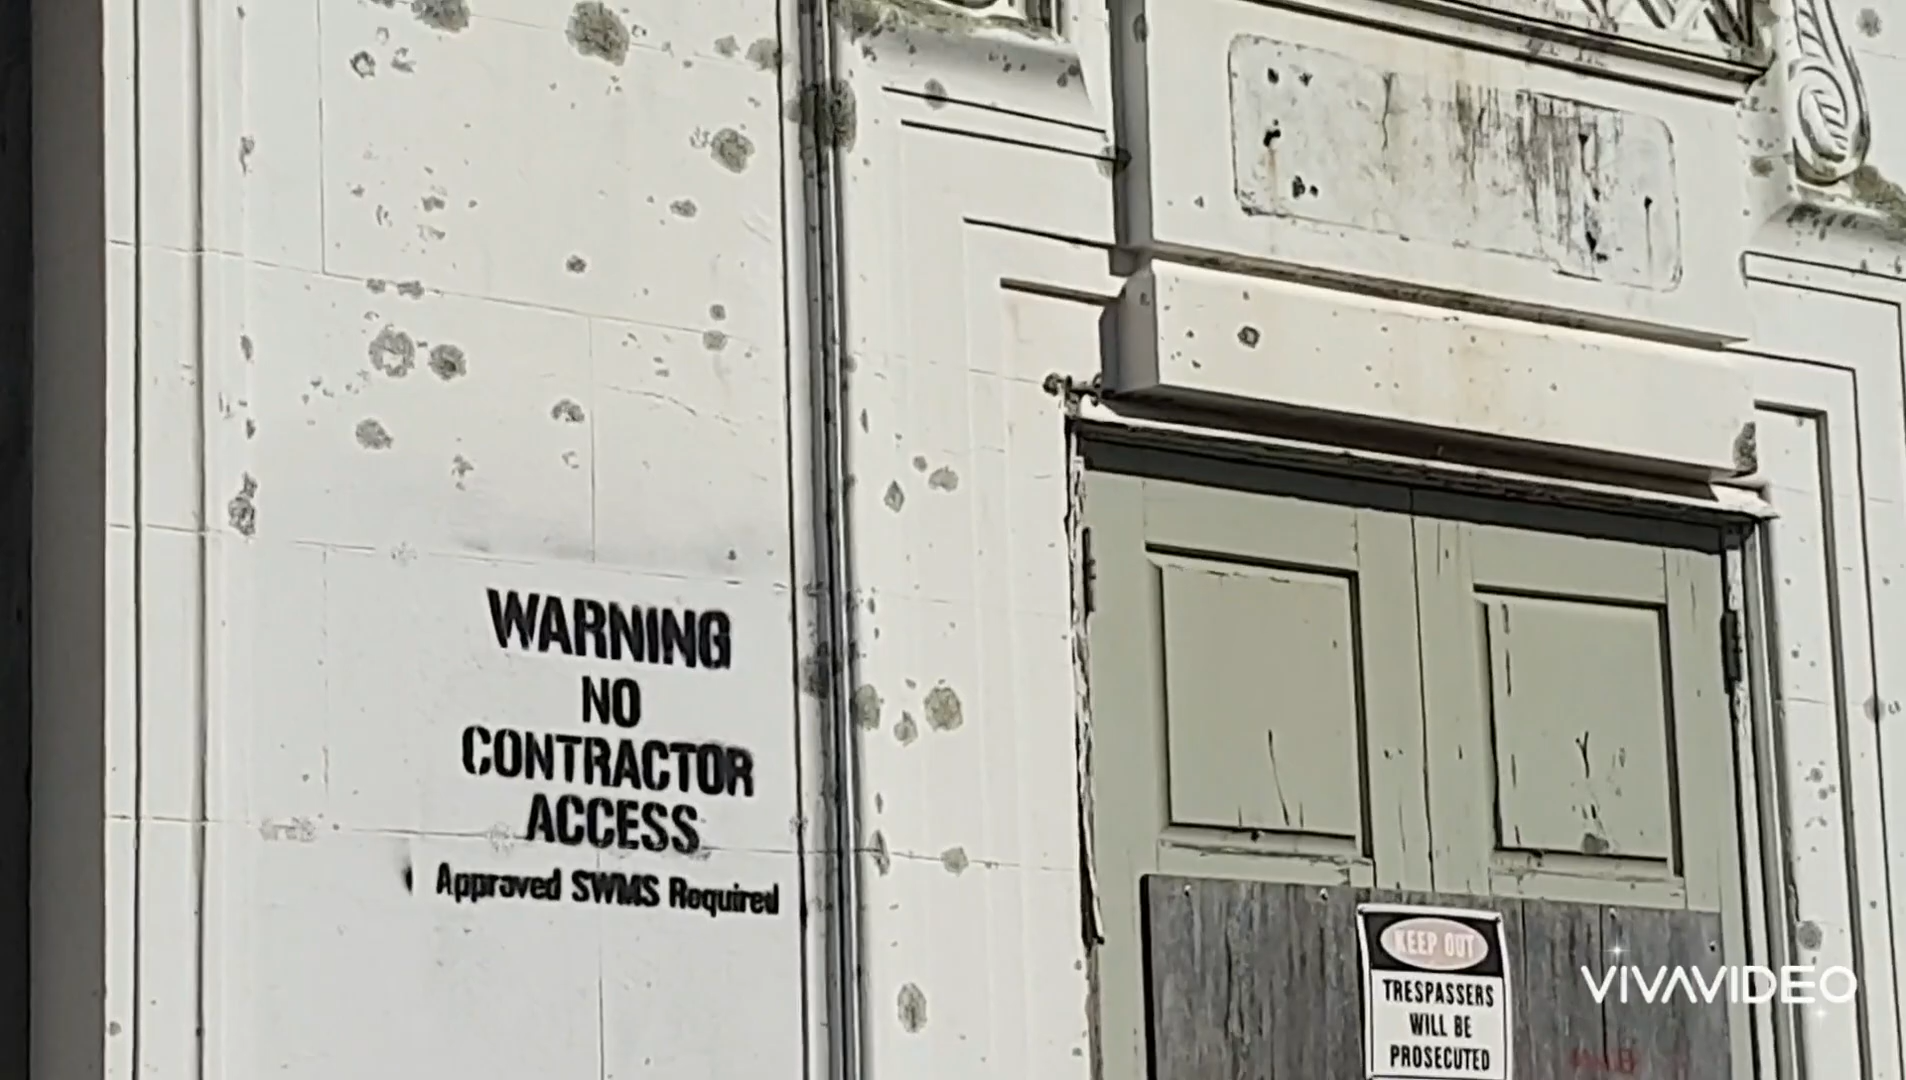 WARNING
NO
CONTRACTOR
ACCESS
Approved SWMS Required
KEEP OUT
TRESPASSERS
WILL BE
PROSECUTED
VIVAVIDEO